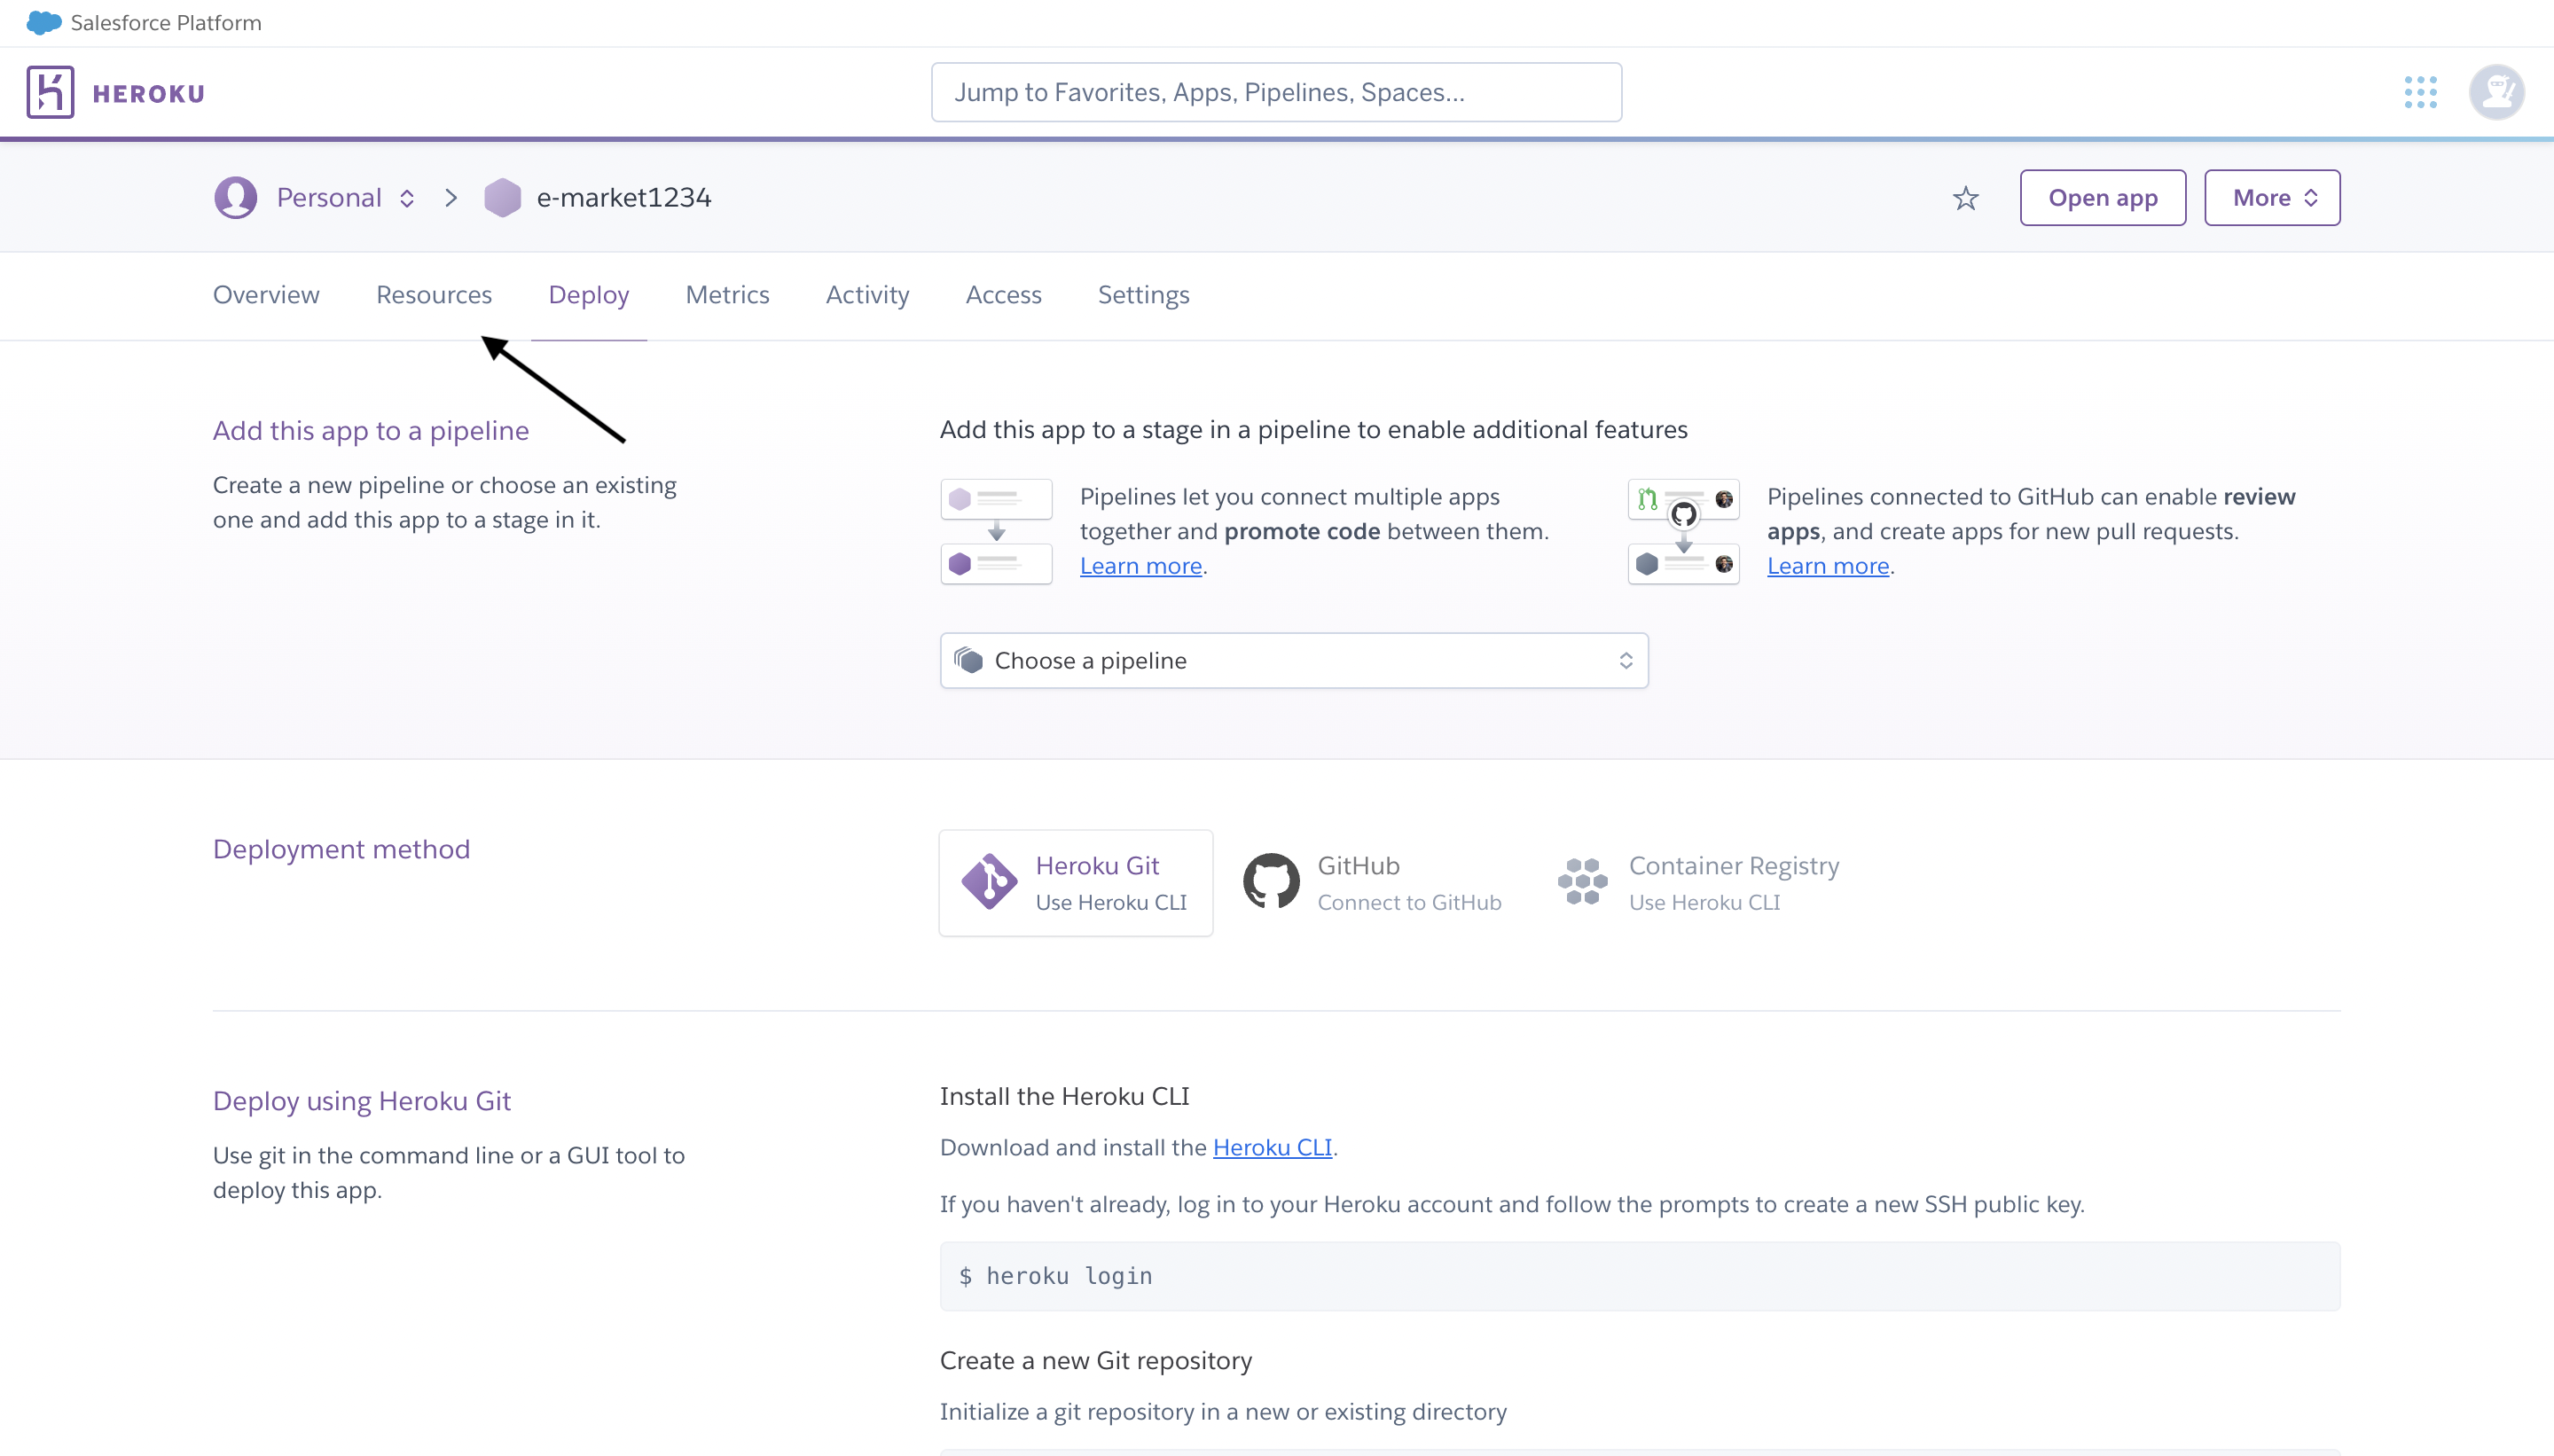 Salesforce Platform
HEROKU
Jump to Favorites, Apps, Pipelines, Spaces...
Personal
e-market1234
Open app
More
Overview
Resources
Deploy
Metrics
Activity
Access
Settings
Add this app to a pipeline
Create a new pipeline or choose an existing
one and add this app to a stage in it.
Add this app to a stage in a pipeline to enable additional features
Pipelines let you connect multiple apps
together and promote code between them.
Learn more.
Pipelines connected to GitHub can enable review
apps, and create apps for new pull requests.
Learn more.
Choose a pipeline
Deployment method
Heroku Git
Use Heroku CLI
GitHub
Connect to GitHub
Container Registry
Use Heroku CLI
Deploy using Heroku Git
Use git in the command line or a GUI tool to
deploy this app.
Install the Heroku CLI
Download and install the Heroku CLI.
If you haven't already, log in to your Heroku account and follow the prompts to create a new SSH public key.
$ heroku login
Create a new Git repository
Initialize a git repository in a new or existing directory